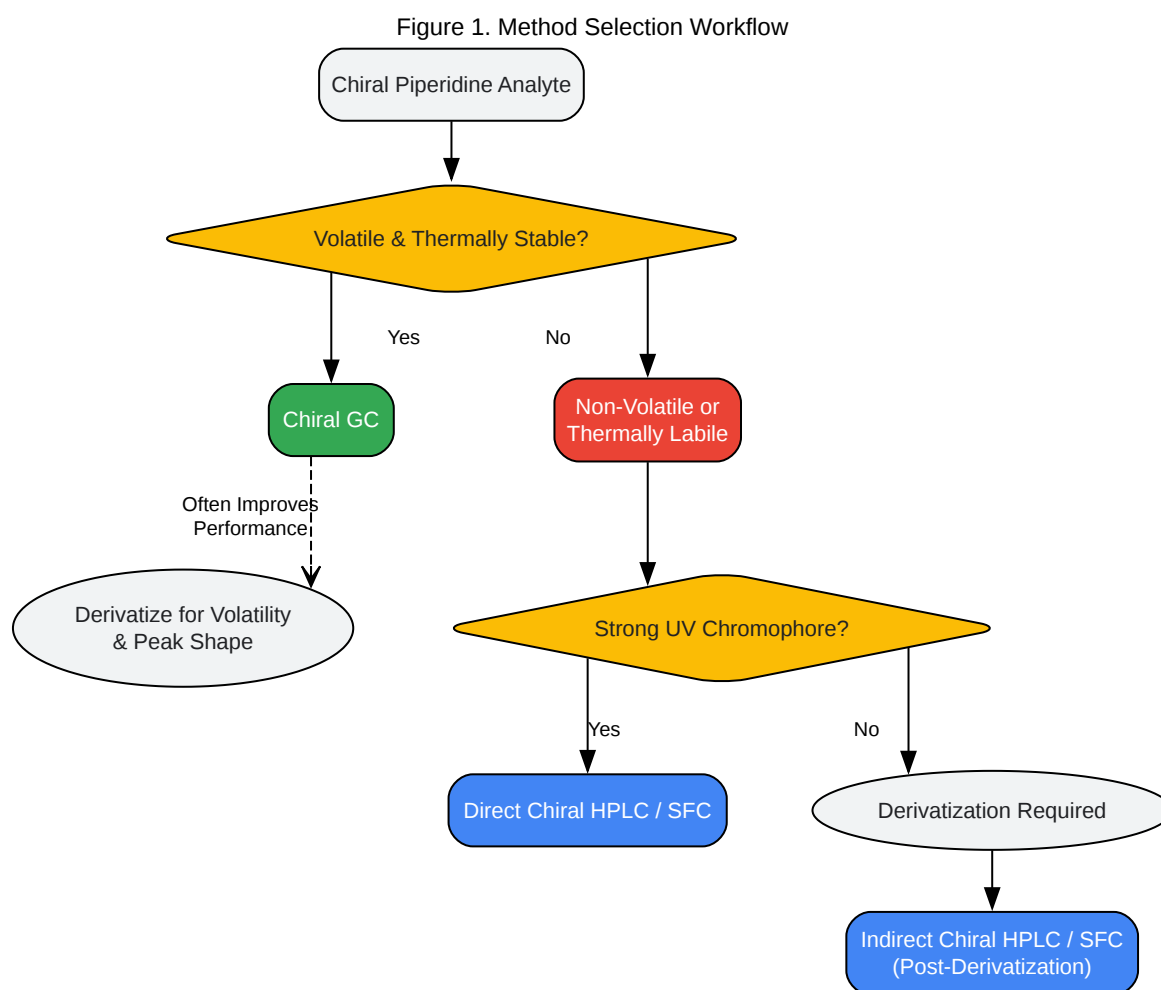 Figure 1. Method Selection Workflow
Chiral Piperidine Analyte
Volatile & Thermally Stable?
Yes
No
Chiral GC
Non-Volatile or
Thermally Labile
Often Improves
Performance
Derivatize for Volatility
& Peak Shape
Strong UV Chromophore?
Yes
No
Direct Chiral HPLC / SFC
Derivatization Required
Indirect Chiral HPLC / SFC
(Post-Derivatization)